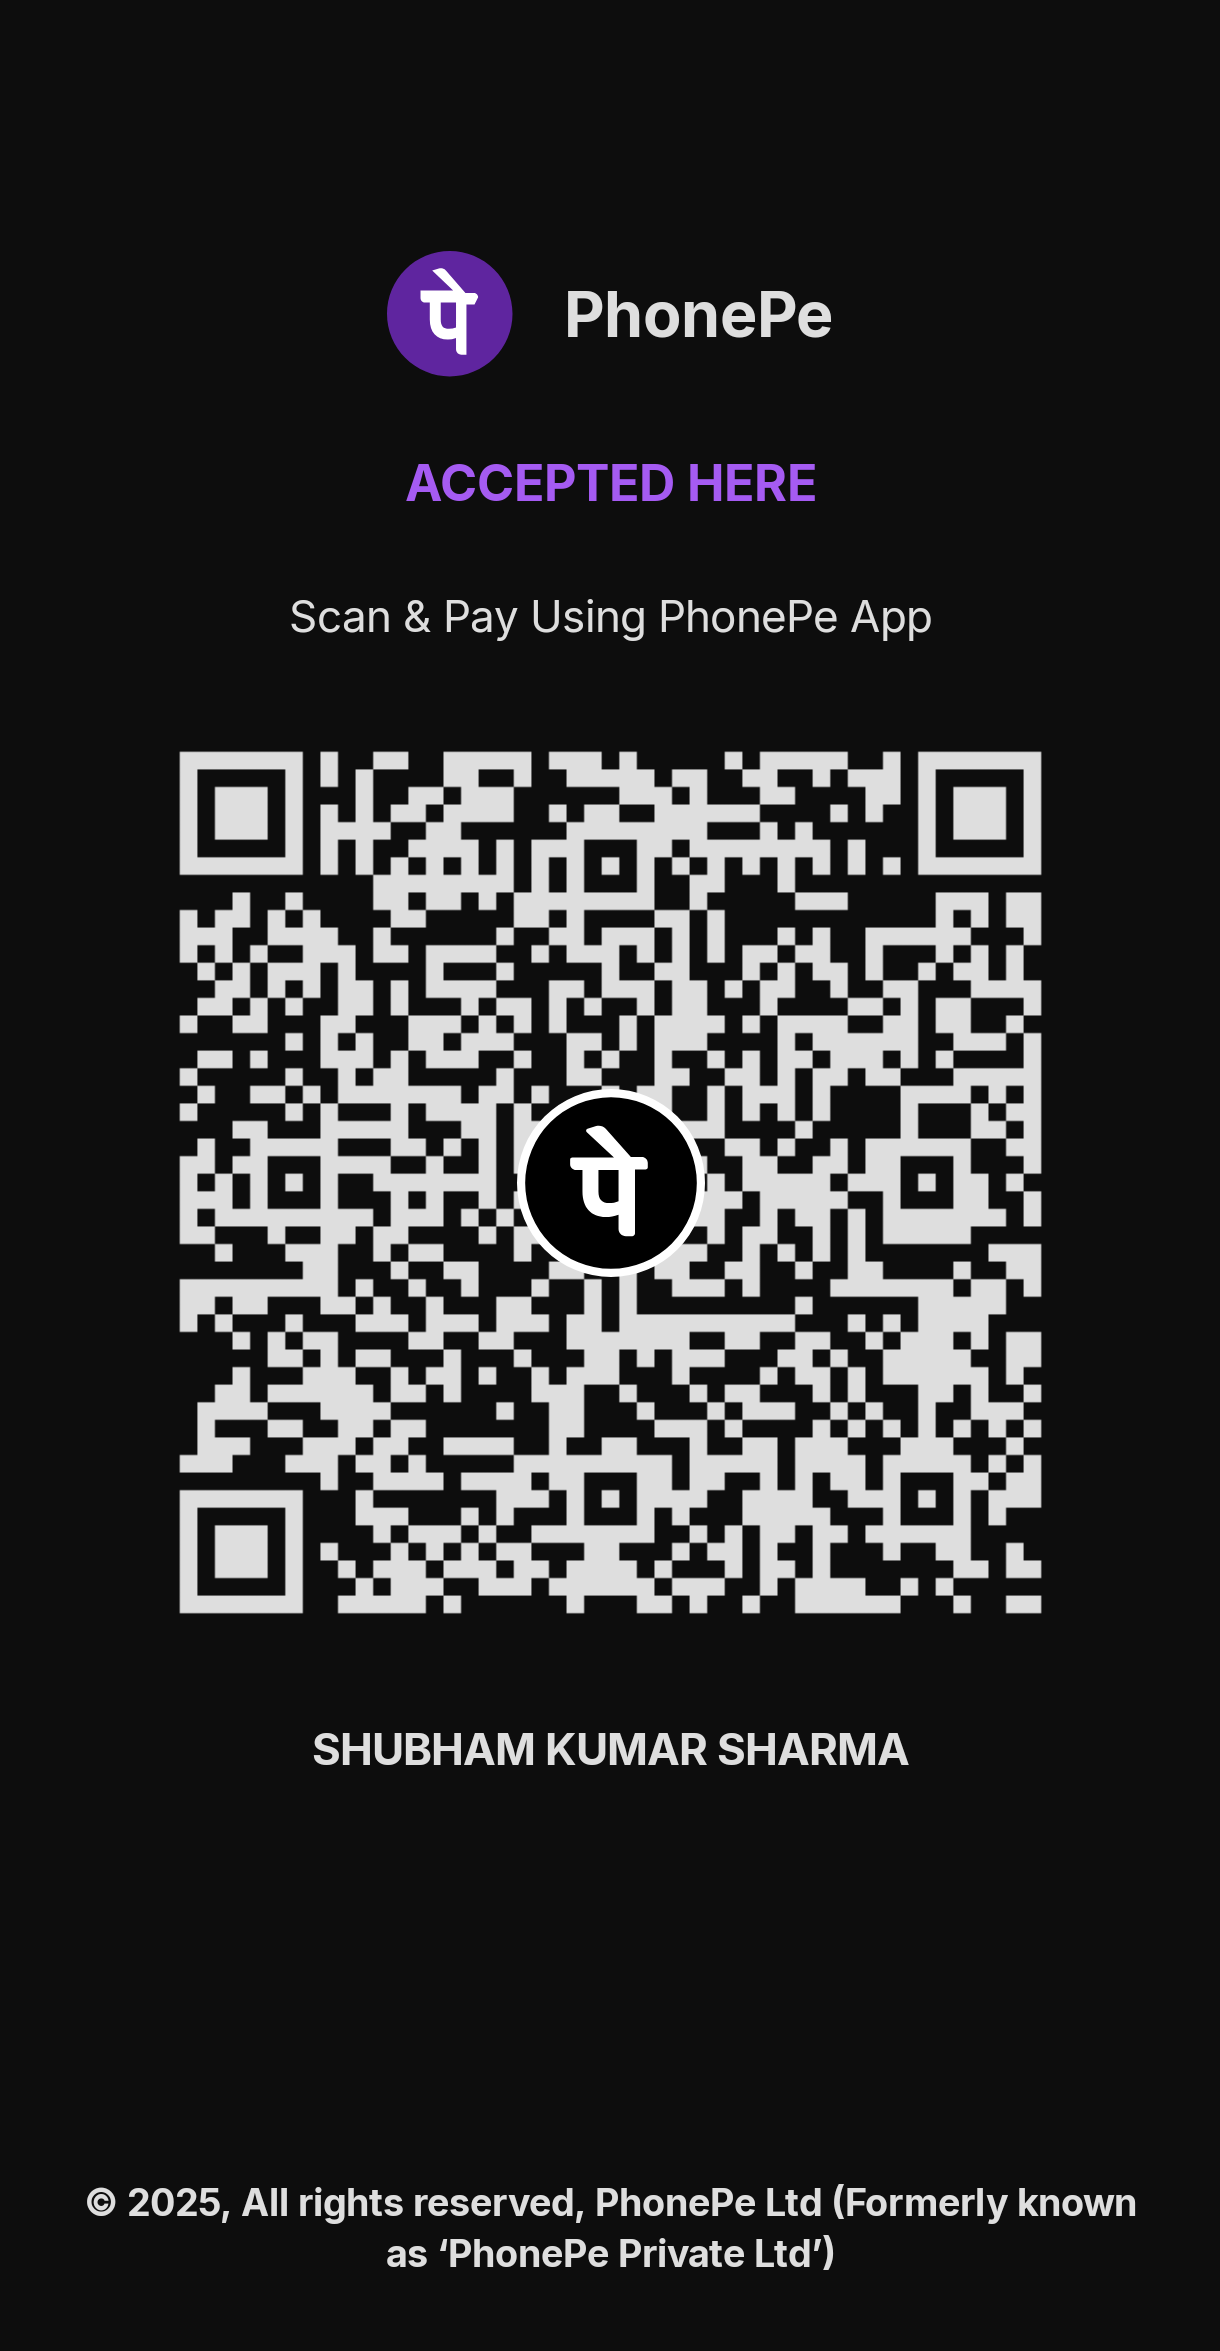 पे PhonePe
ACCEPTED HERE
Scan & Pay Using PhonePe App
पे
SHUBHAM KUMAR SHARMA
© 2025, All rights reserved, PhonePe Ltd (Formerly known
as ‘PhonePe Private Ltd’)